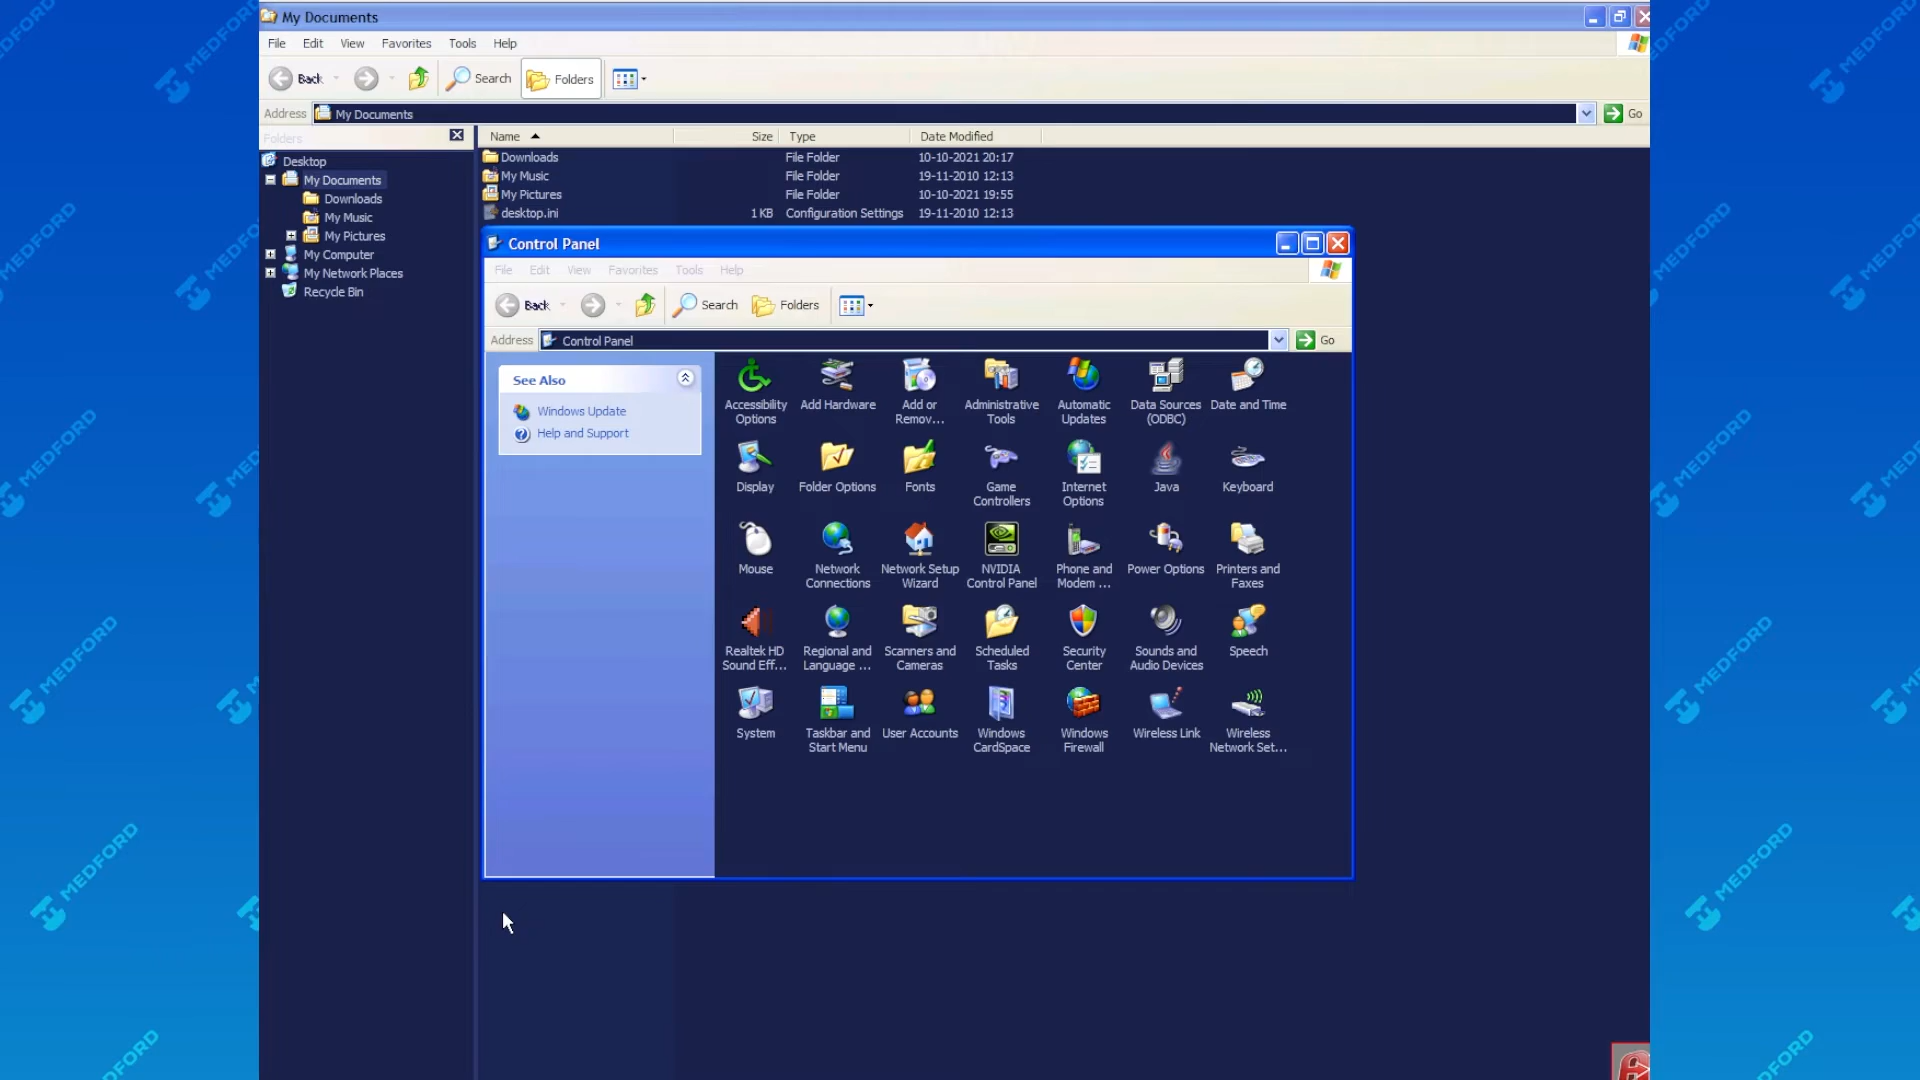 My Documents
File Edit View Favorites Tools Help
Back Search Folders
Address My Documents Go
Folders
Name Size Type Date Modified
Desktop
My Documents
Downloads
My Music
My Pictures
My Computer
My Network Places
Recycle Bin
Downloads File Folder 10-10-2021 20:17
My Music File Folder 19-11-2010 12:13
My Pictures File Folder 10-10-2021 19:55
desktop.ini 1 KB Configuration Settings 19-11-2010 12:13
Control Panel
File Edit View Favorites Tools Help
Back Search Folders
Address Control Panel Go
See Also
Windows Update
Help and Support
Accessibility Options
Add Hardware
Add or Remov...
Administrative Tools
Automatic Updates
Data Sources (ODBC)
Date and Time
Display
Folder Options
Fonts
Game Controllers
Internet Options
Java
Keyboard
Mouse
Network Connections
Network Setup Wizard
NVIDIA Control Panel
Phone and Modem ...
Power Options
Printers and Faxes
Realtek HD Sound Eff...
Regional and Language ...
Scanners and Cameras
Scheduled Tasks
Security Center
Sounds and Audio Devices
Speech
System
Taskbar and Start Menu
User Accounts
Windows CardSpace
Windows Firewall
Wireless Link
Wireless Network Set...
MEDFORD
MEDFORD
MEDFORD
MEDFORD
MEDFORD
MEDFORD
MEDFORD
MEDFORD